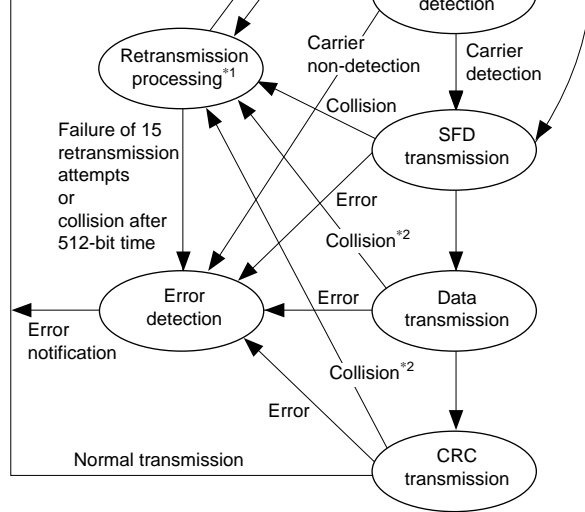 detection
Retransmission
processing*1
Carrier
non-detection
Carrier
detection
Collision
SFD
transmission
Failure of 15
retransmission
attempts
or
collision after
512-bit time
Error
Collision*2
Error
detection
Error
Data
transmission
Error
notification
Collision*2
Error
CRC
transmission
Normal transmission